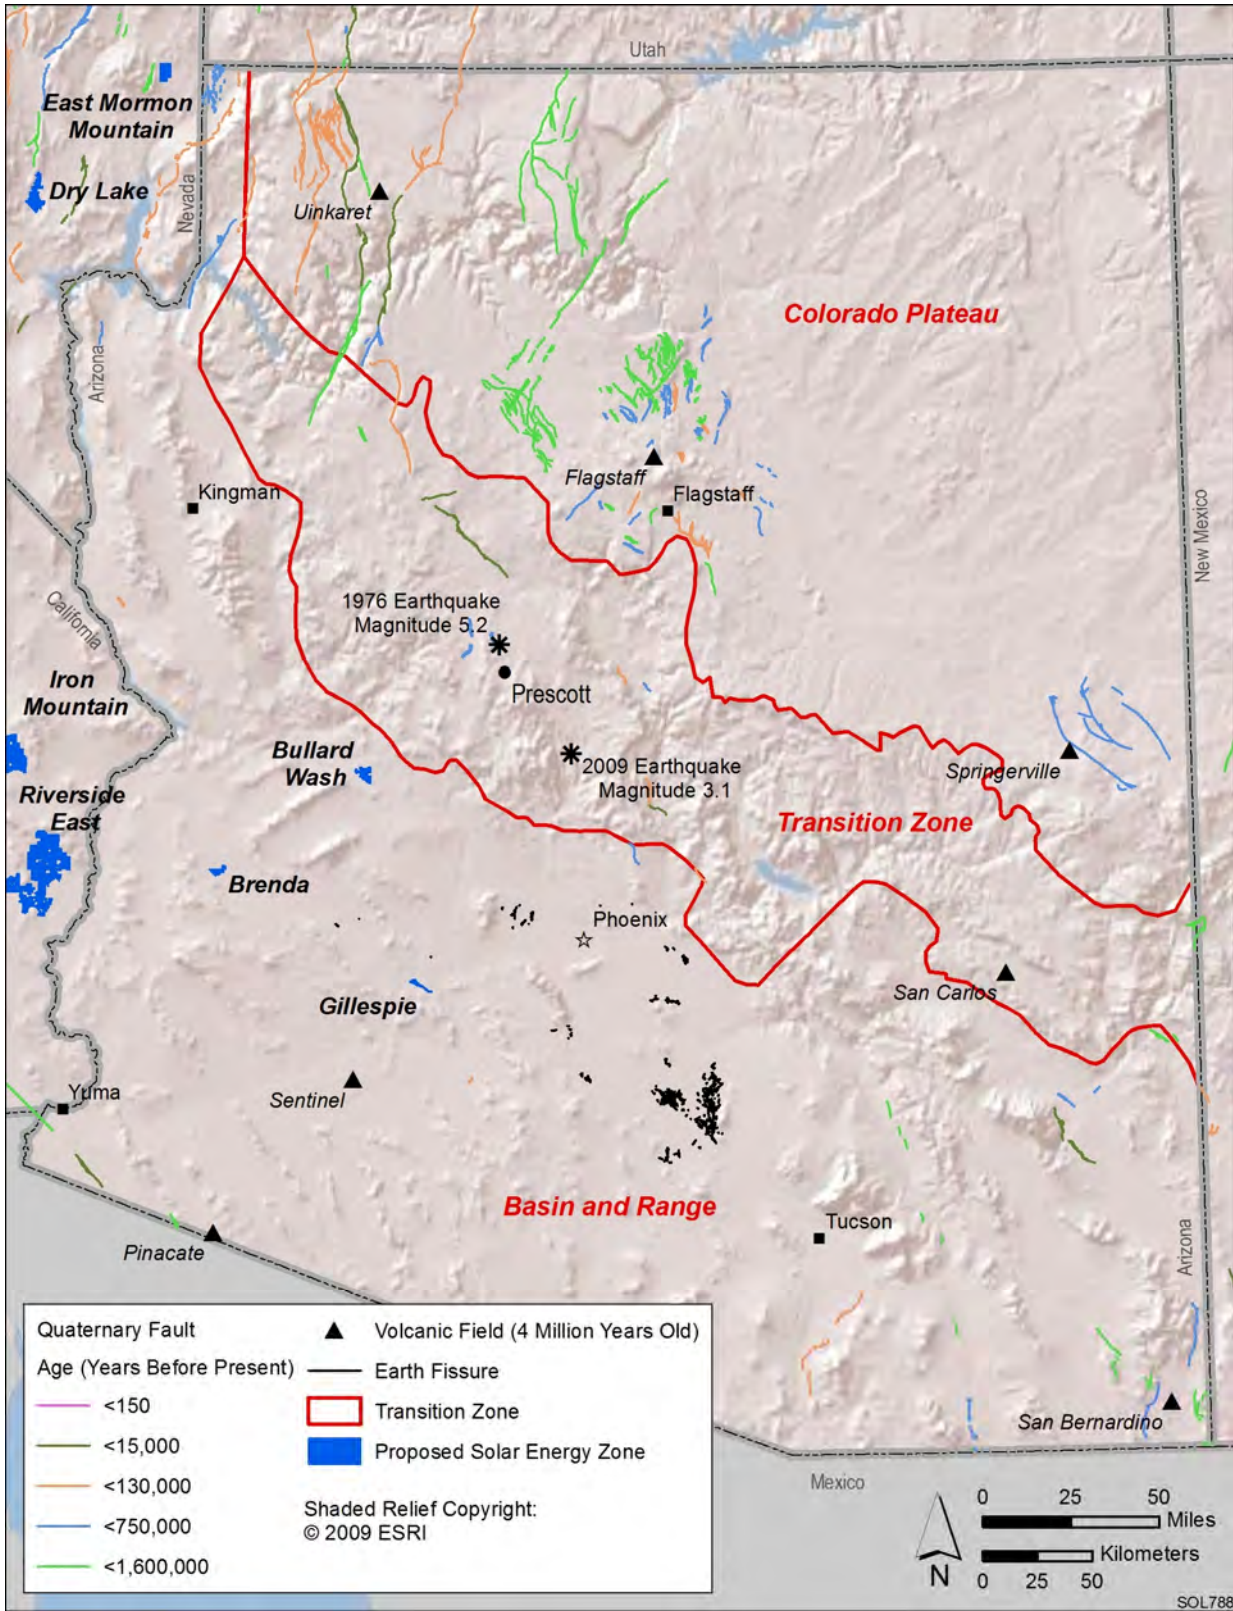 Utah
East Mormon
Mountain
Dry Lake
Nevada
Uinkaret
Colorado Plateau
Arizona
Flagstaff
Flagstaff
Kingman
New Mexico
California
1976 Earthquake
Magnitude 5.2
Prescott
Iron
Mountain
Bullard
Wash
2009 Earthquake
Magnitude 3.1
Springerville
Riverside
East
Transition Zone
Brenda
Phoenix
San Carlos
Gillespie
Sentinel
Yuma
Basin and Range
Tucson
Arizona
Pinacate
San Bernardino
Mexico
Quaternary Fault
Age (Years Before Present)
<150
<15,000
<130,000
<750,000
<1,600,000
Volcanic Field (4 Million Years Old)
Earth Fissure
Transition Zone
Proposed Solar Energy Zone
Shaded Relief Copyright:
© 2009 ESRI
N
0 25 50
Miles
Kilometers
0 25 50
SOL788